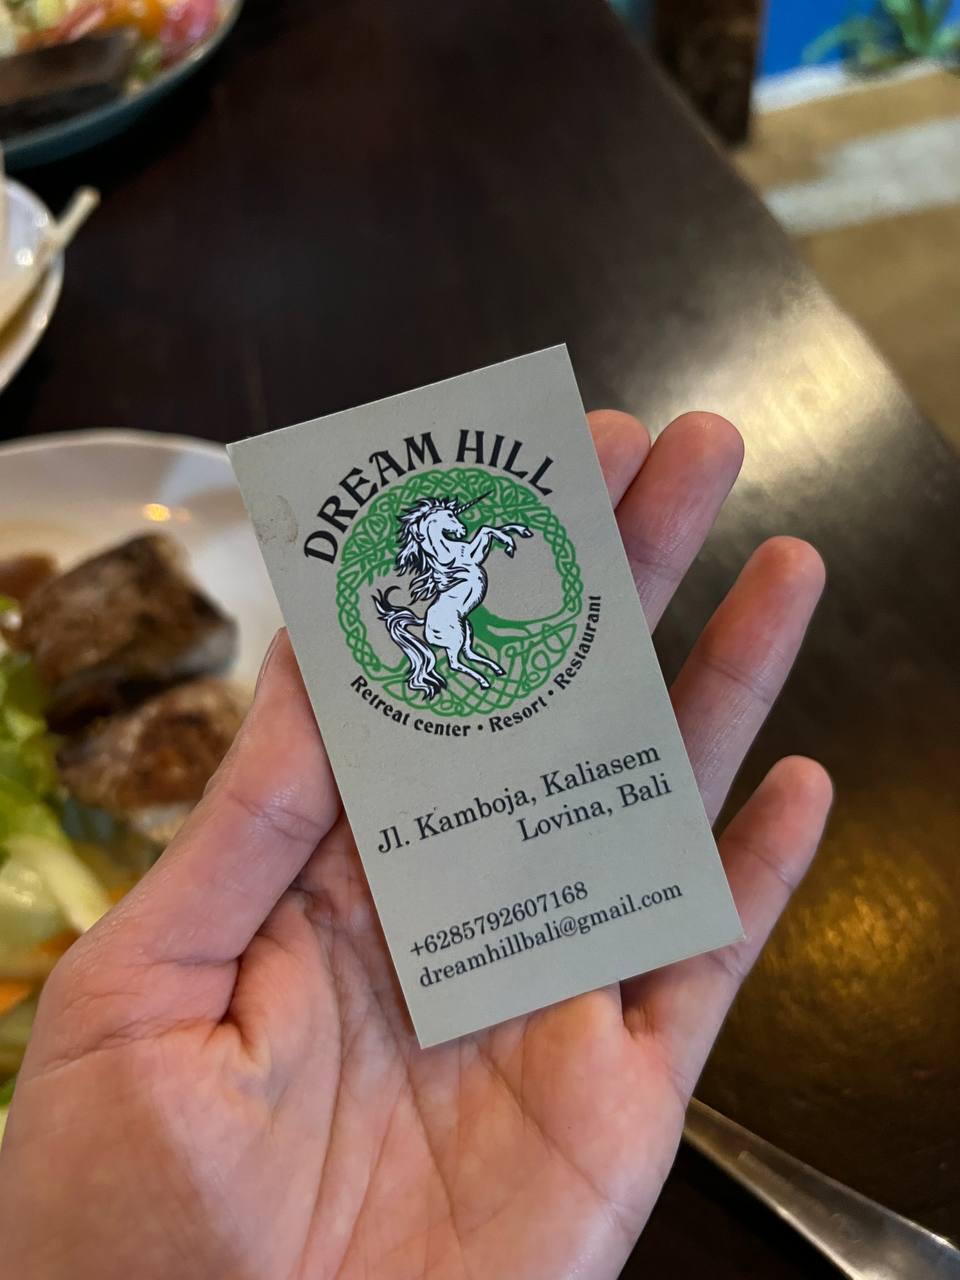 DREAM HILL
Retreat center • Resort • Restaurant
Jl. Kamboja, Kaliasem
Lovina, Bali
+6285792607168
dreamhillbali@gmail.com